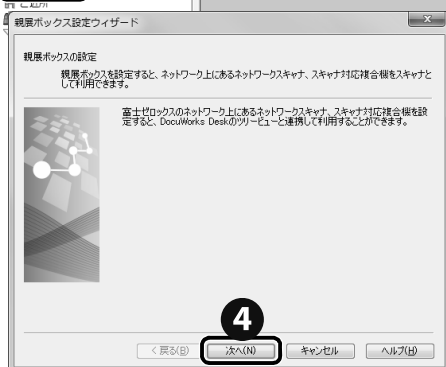 親展ボックス設定ウィザード
親展ボックスの設定
親展ボックスを設定すると、ネットワーク上にあるネットワークスキャナ、スキャナ対応複合機をスキャナと
して利用できます。
富士ゼロックスのネットワーク上にあるネットワークスキャナ、スキャナ対応複合機を設
定すると、DocuWorks Deskのツリービューと連携して利用することができます。
4
< 戻る(B)
次へ(N)
キャンセル
ヘルプ(H)